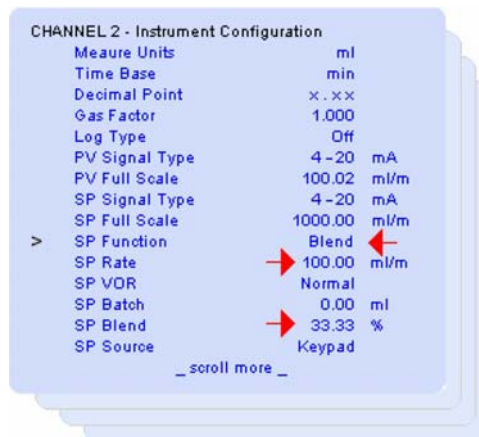 CHANNEL 2 - Instrument Configuration
Meaure Units ml
Time Base min
Decimal Point x.xx
Gas Factor 1.000
Log Type Off
PV Signal Type 4-20 mA
PV Full Scale 100.02 ml/m
SP Signal Type 4-20 mA
SP Full Scale 1000.00 ml/m
> SP Function Blend
SP Rate 100.00 ml/m
SP VOR Normal
SP Batch 0.00 ml
SP Blend 33.33 %
SP Source Keypad
_ scroll more _